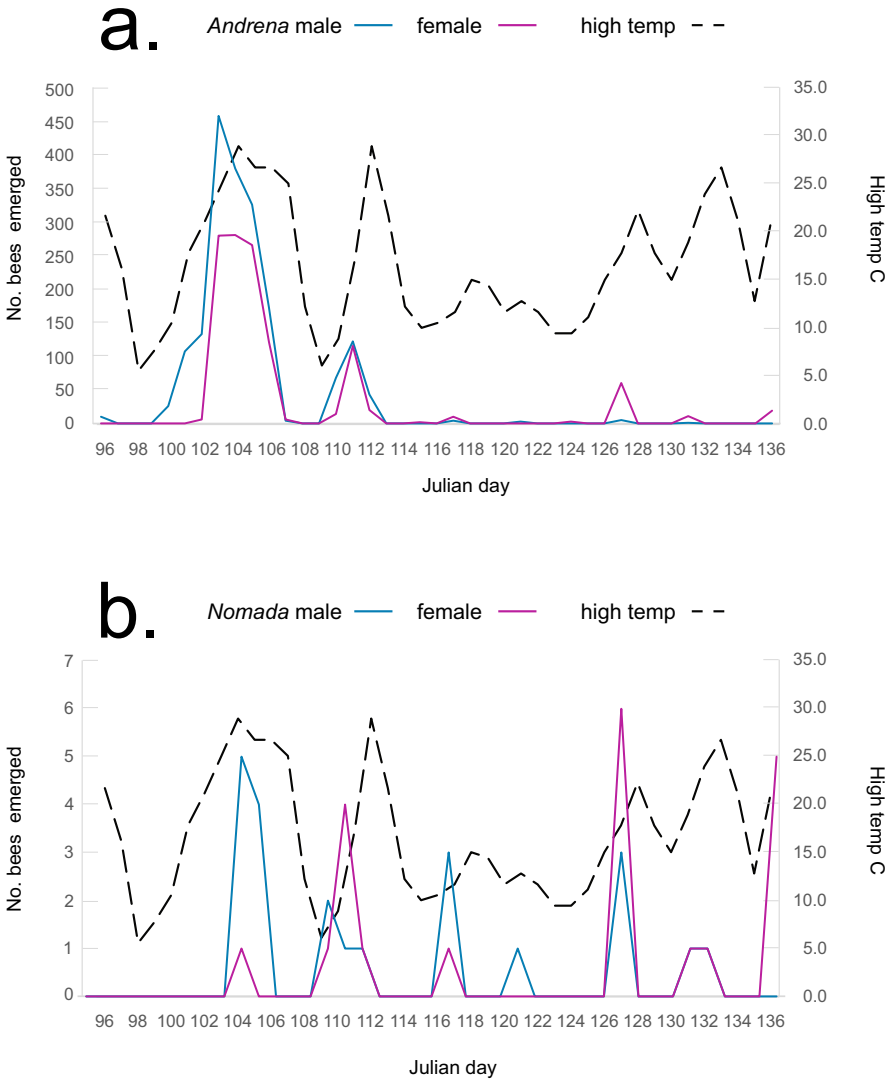 a.
Andrena male female high temp
500
450
400
350
300
250
200
150
100
50
0
No. bees emerged
35.0
30.0
25.0
20.0
15.0
10.0
5.0
0.0
High temp C
96 98 100 102 104 106 108 110 112 114 116 118 120 122 124 126 128 130 132 134 136
Julian day
b.
Nomada male female high temp
7
6
5
4
3
2
1
0
No. bees emerged
35.0
30.0
25.0
20.0
15.0
10.0
5.0
0.0
High temp C
96 98 100 102 104 106 108 110 112 114 116 118 120 122 124 126 128 130 132 134 136
Julian day